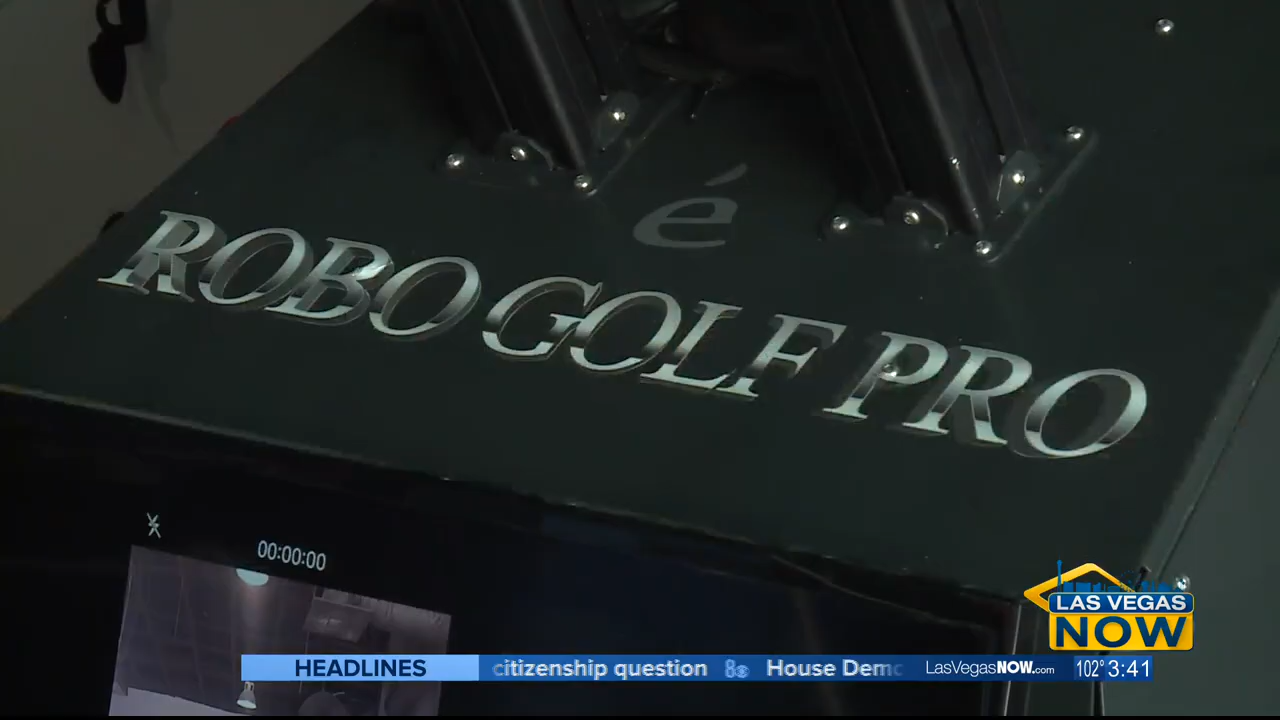 é
ROBO GOLF PRO
00:00:00
LAS VEGAS
NOW
HEADLINES citizenship question 8 House Dem LasVegasNOW.com 102° 3:41